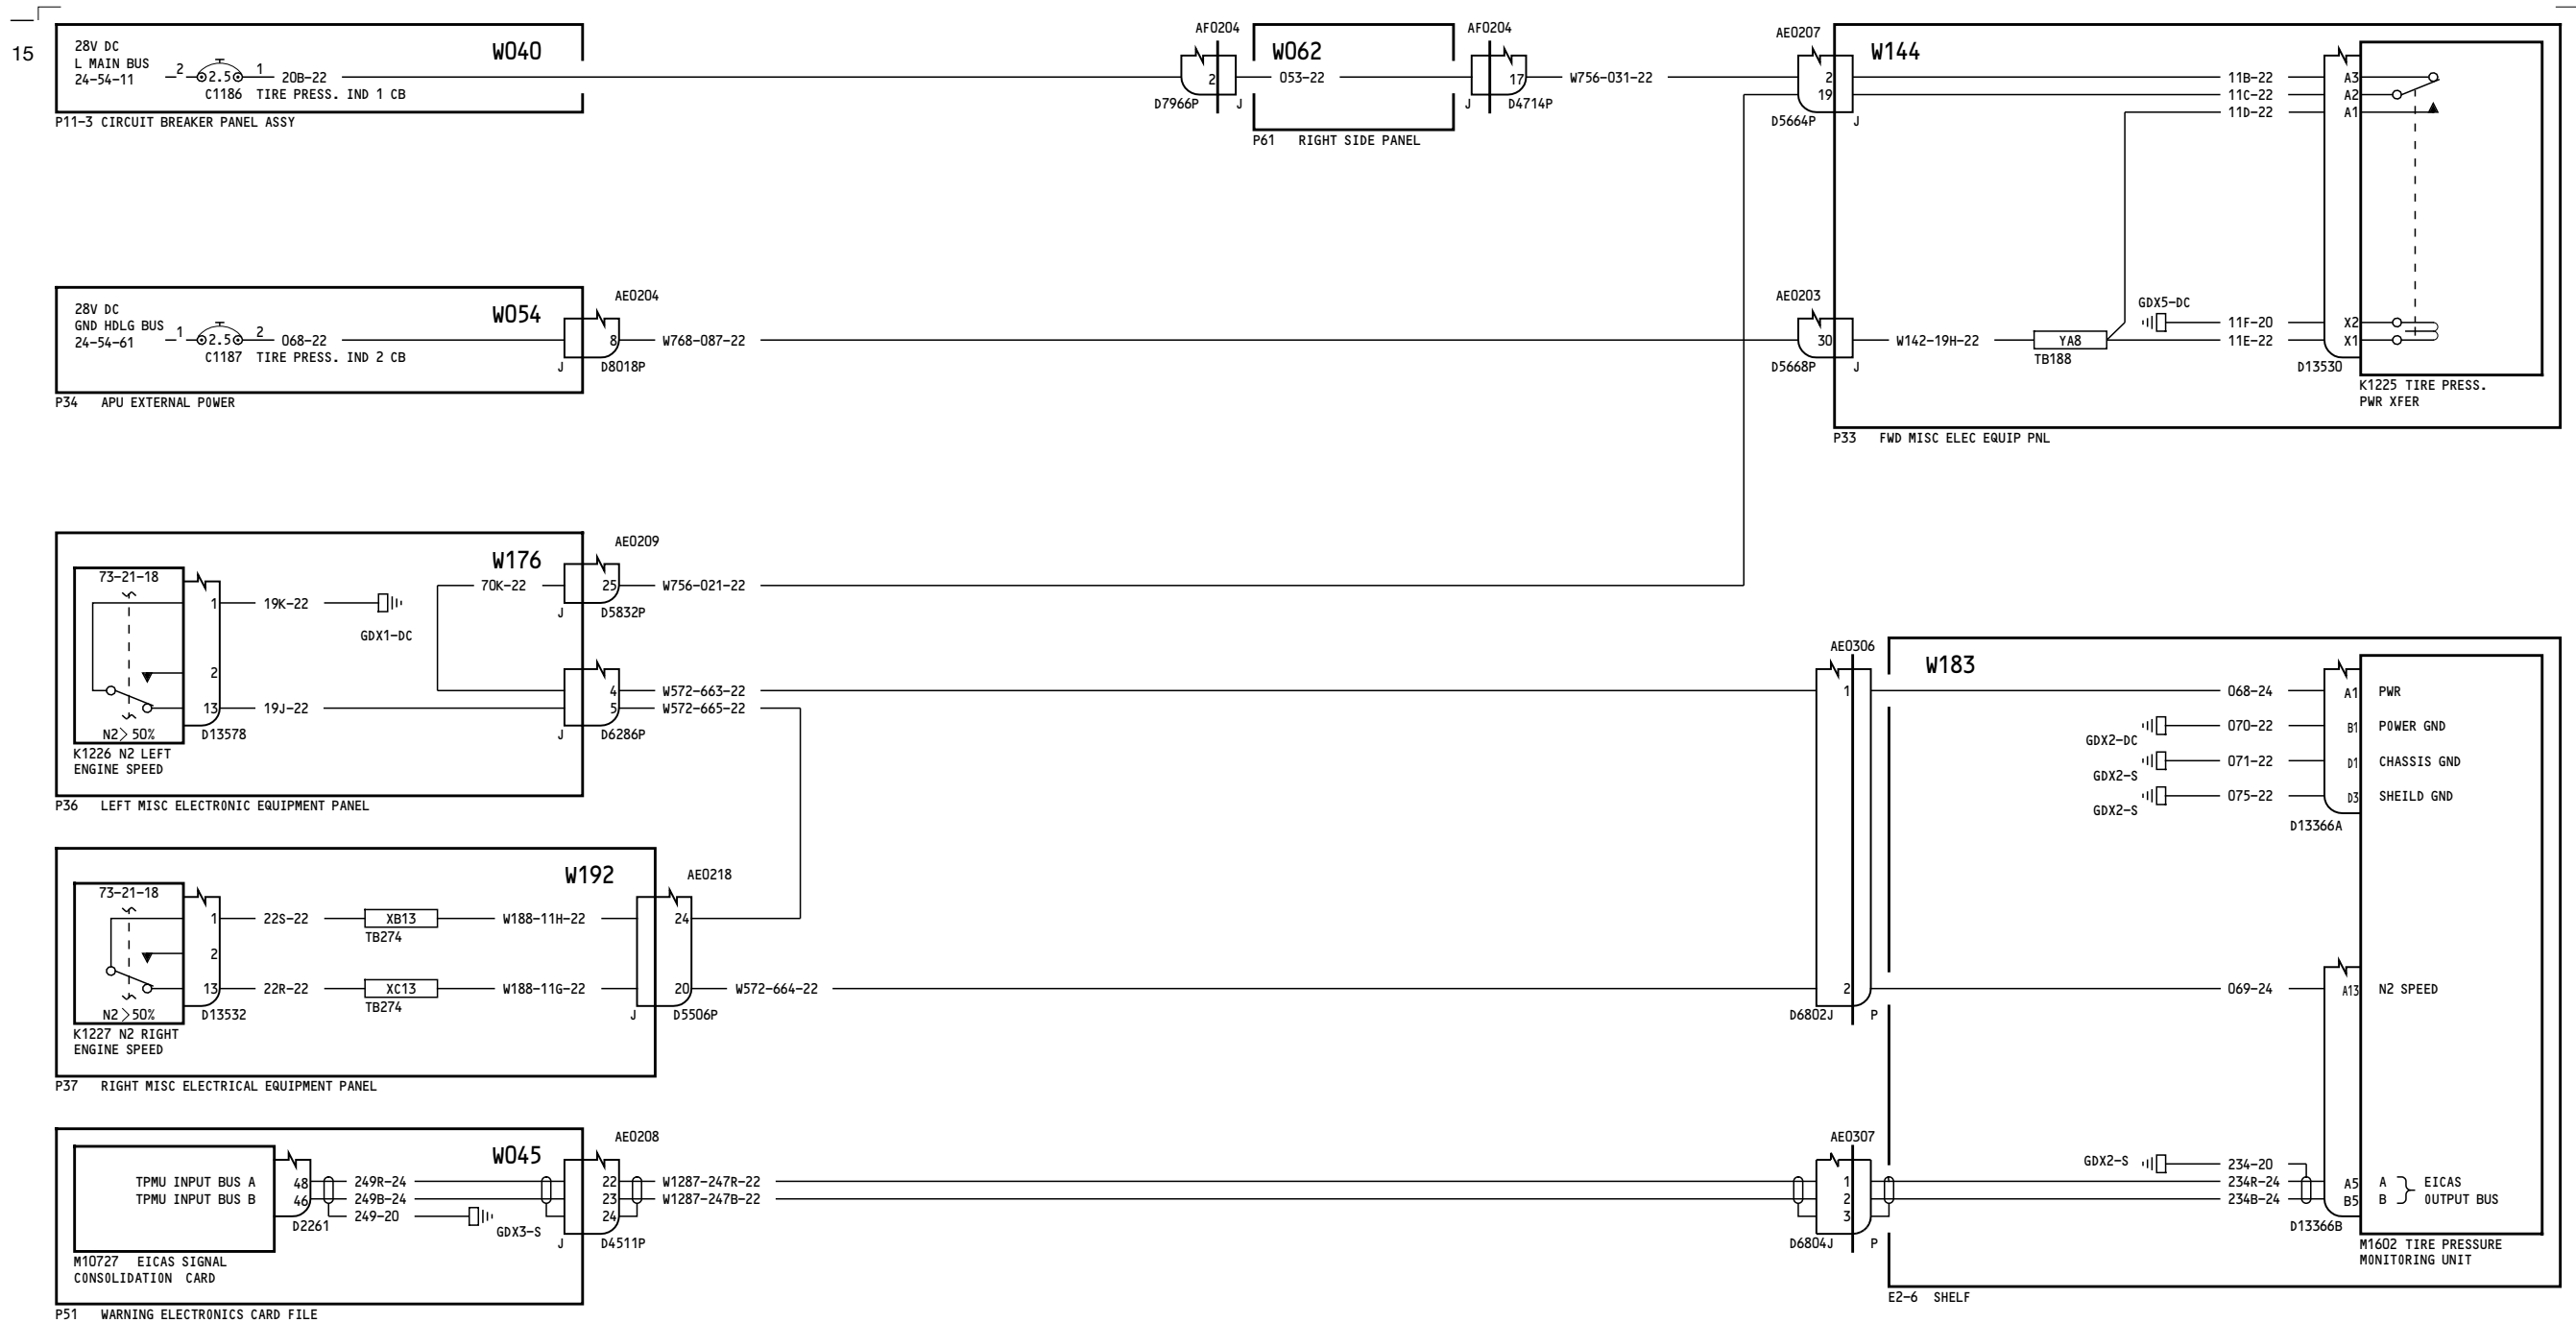 15
28V DC
L MAIN BUS
24-54-11
2
2.5
1
20B-22
C1186 TIRE PRESS. IND 1 CB
W040
P11-3 CIRCUIT BREAKER PANEL ASSY
AF0204
2
D7966P
J
W062
053-22
P61 RIGHT SIDE PANEL
AF0204
17
J
D4714P
W756-031-22
AE0207
2
19
D5664P
J
W144
11B-22
11C-22
11D-22
A3
A2
A1
28V DC
GND HDLG BUS
24-54-61
1
2.5
2
068-22
C1187 TIRE PRESS. IND 2 CB
W054
P34 APU EXTERNAL POWER
AE0204
8
J
D8018P
W768-087-22
AE0203
30
D5668P
J
W142-19H-22
YA8
TB188
GDX5-DC
11F-20
11E-22
X2
X1
D13530
K1225 TIRE PRESS.
PWR XFER
P33 FWD MISC ELEC EQUIP PNL
W176
73-21-18
1
2
13
19K-22
GDX1-DC
19J-22
D13578
N2>50%
K1226 N2 LEFT
ENGINE SPEED
P36 LEFT MISC ELECTRONIC EQUIPMENT PANEL
70K-22
AE0209
25
J
D5832P
W756-021-22
4
5
J
D6286P
W572-663-22
W572-665-22
W192
73-21-18
1
2
13
22S-22
XB13
TB274
W188-11H-22
22R-22
XC13
TB274
W188-11G-22
D13532
N2>50%
K1227 N2 RIGHT
ENGINE SPEED
P37 RIGHT MISC ELECTRICAL EQUIPMENT PANEL
AE0218
24
20
J
D5506P
W572-664-22
AE0306
1
2
D6802J
P
W183
068-24
A1
PWR
GDX2-DC
070-22
B1
POWER GND
GDX2-S
071-22
D1
CHASSIS GND
GDX2-S
075-22
D3
SHEILD GND
D13366A
069-24
A13
N2 SPEED
W045
TPMU INPUT BUS A
TPMU INPUT BUS B
48
46
D2261
249R-24
249B-24
249-20
GDX3-S
M10727 EICAS SIGNAL
CONSOLIDATION CARD
P51 WARNING ELECTRONICS CARD FILE
AE0208
22
23
24
J
D4511P
W1287-247R-22
W1287-247B-22
AE0307
1
2
3
D6804J
P
GDX2-S
234-20
234R-24
234B-24
A5
B5
A
B
EICAS
OUTPUT BUS
D13366B
M1602 TIRE PRESSURE
MONITORING UNIT
E2-6 SHELF